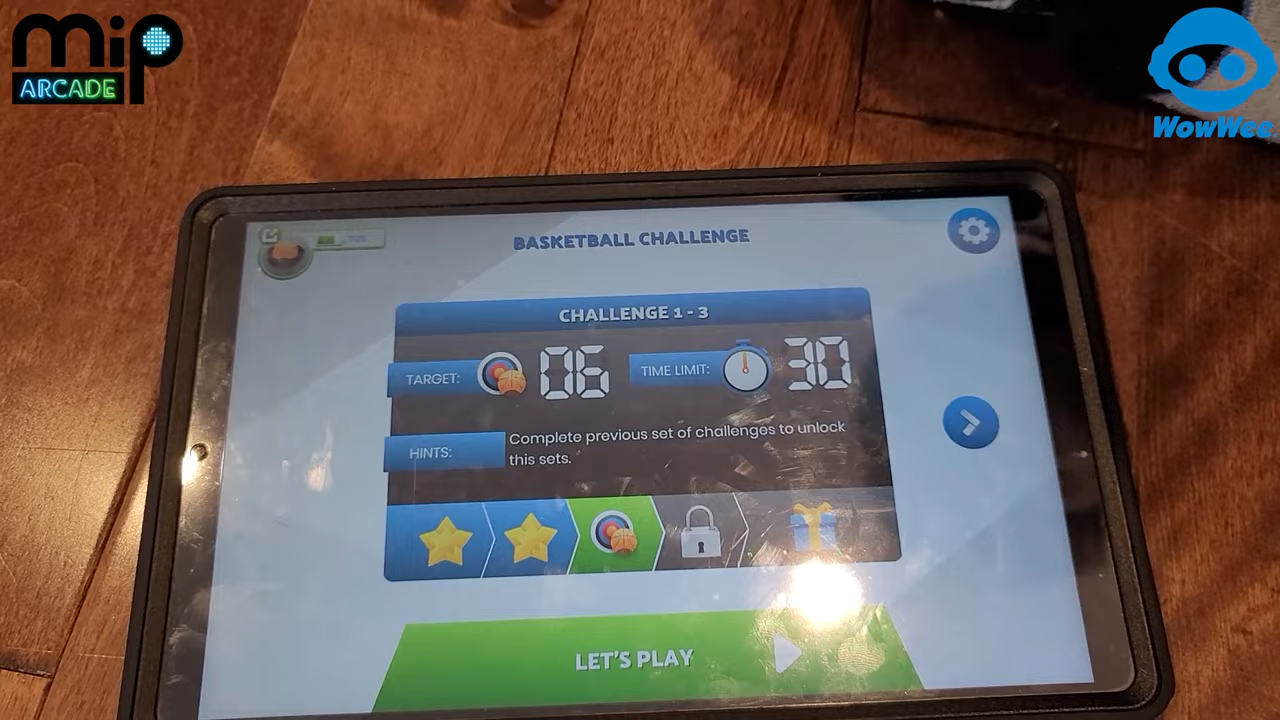 mip
ARCADE
WowWee
BASKETBALL CHALLENGE
CHALLENGE 1 - 3
TARGET: 06
TIME LIMIT: 30
HINTS:
Complete previous set of challenges to unlock
this sets.
LET'S PLAY